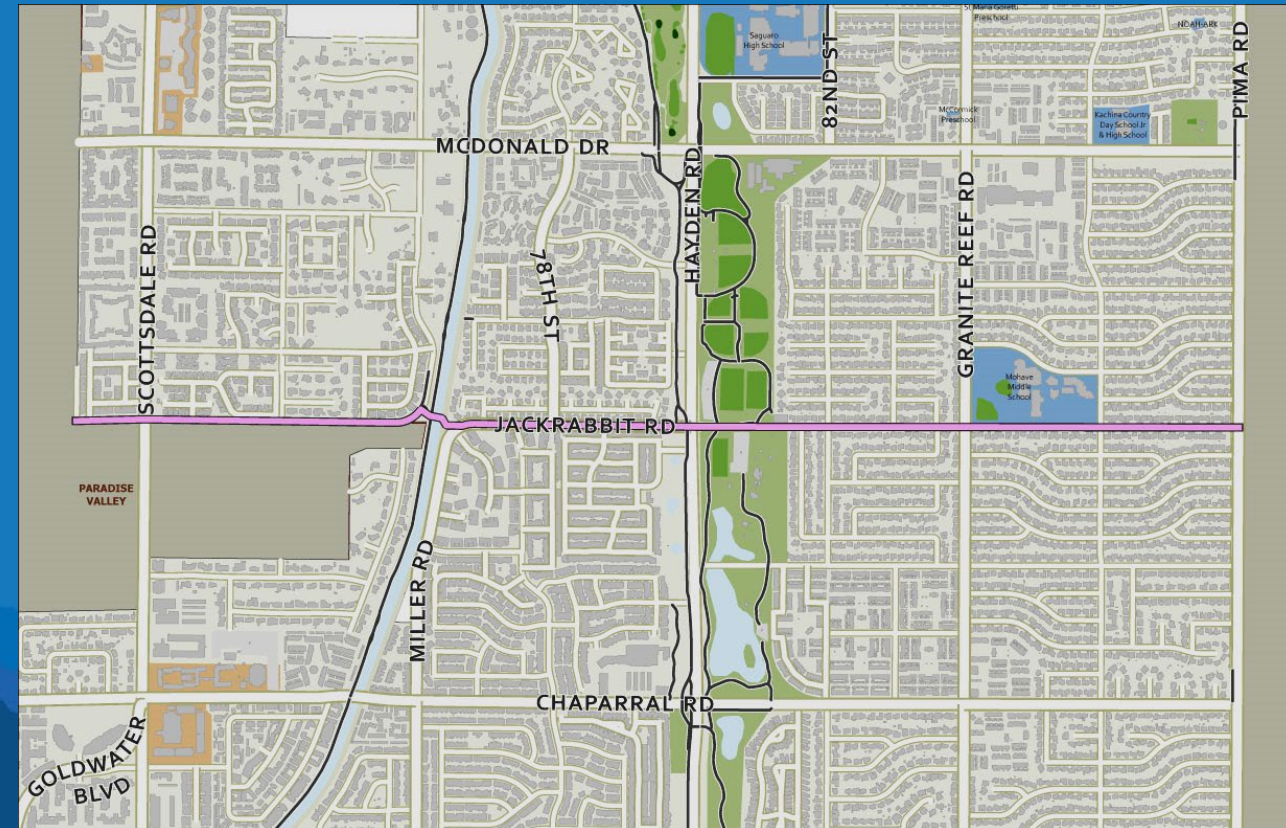 St Maria Goretti
Preschool
NOAH-ARK
PIMA RD
Saguaro
High School
82ND ST
McCormick
Preschool
Kachina Country
Day School Jr
& High School
MCDONALD DR
HAYDEN RD
GRANITE REEF RD
SCOTTSDALE RD
78TH ST
Mohave
Middle
School
JACKRABBIT RD
PARADISE
VALLEY
MILLER RD
CHAPARRAL RD
GOLDWATER
BLVD